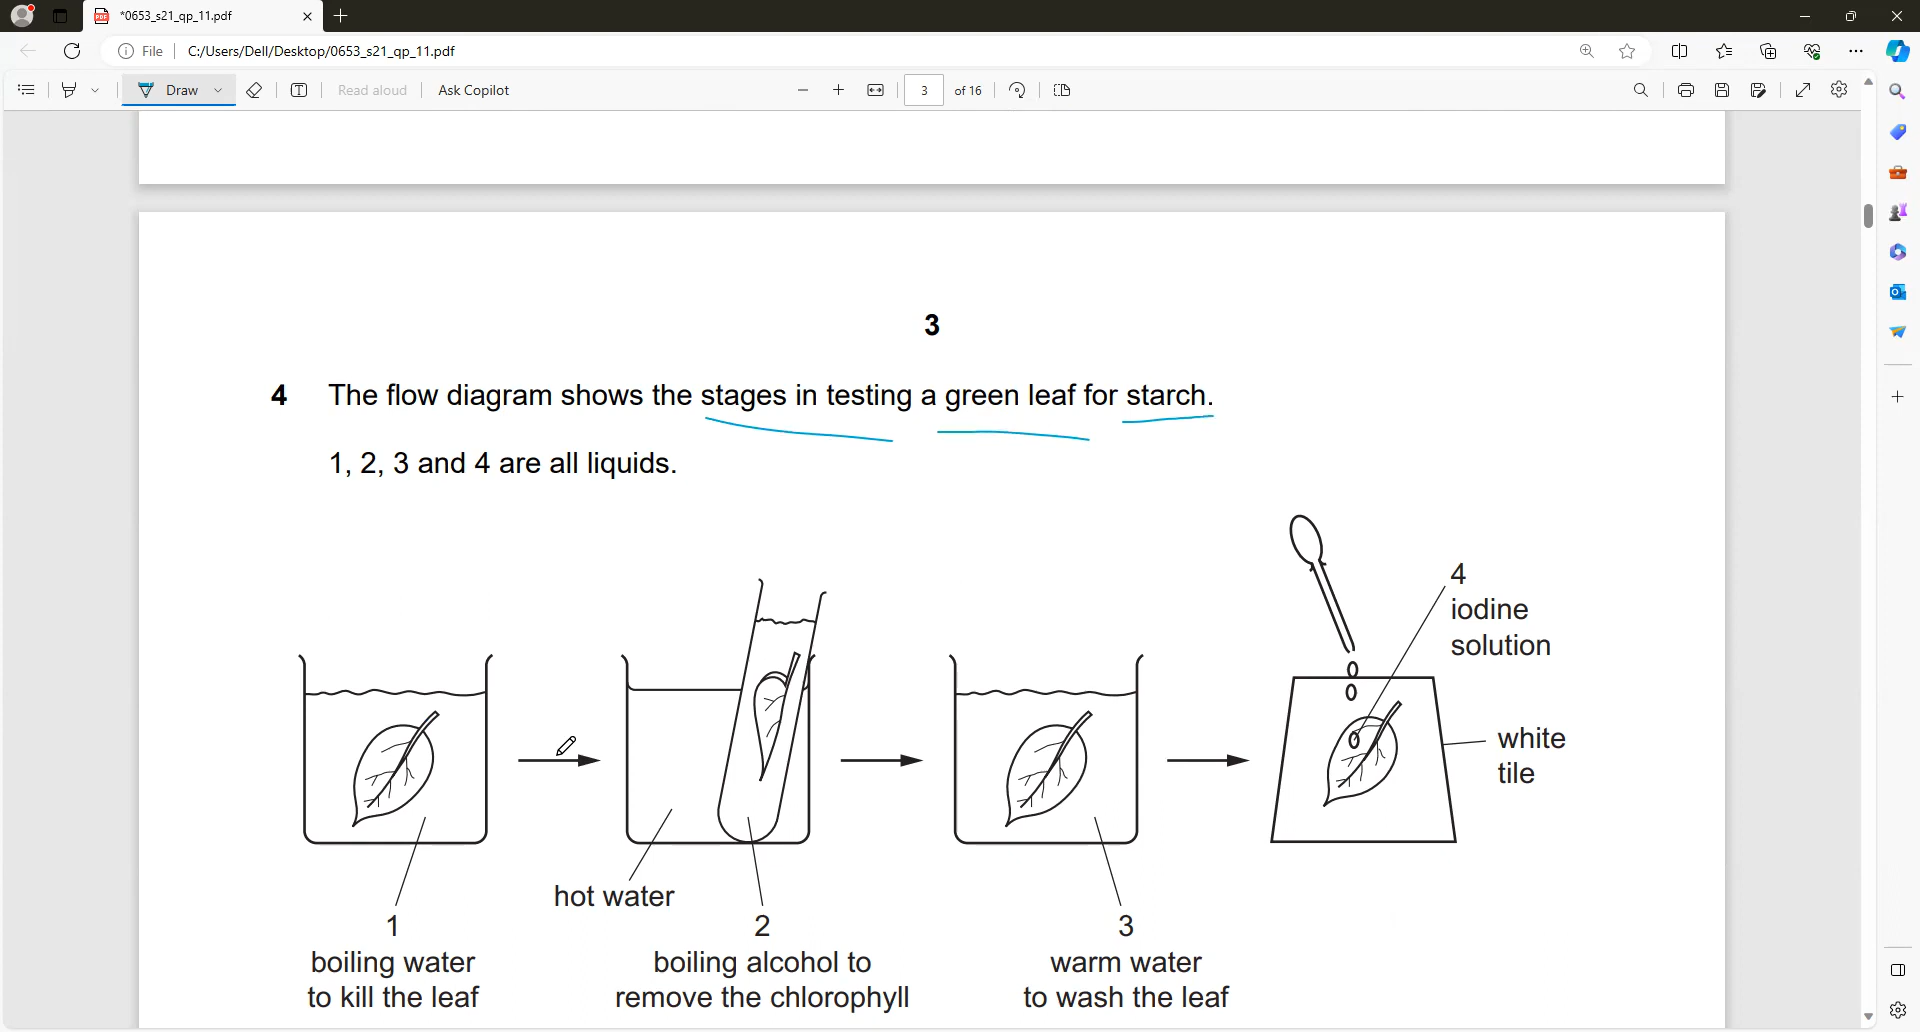 *0653_s21_qp_11.pdf
File
C:/Users/Dell/Desktop/0653_s21_qp_11.pdf
Draw
Read aloud
Ask Copilot
3
of 16
3
4 The flow diagram shows the stages in testing a green leaf for starch.
1, 2, 3 and 4 are all liquids.
4
iodine
solution
white
tile
hot water
1
boiling water
to kill the leaf
2
boiling alcohol to
remove the chlorophyll
3
warm water
to wash the leaf